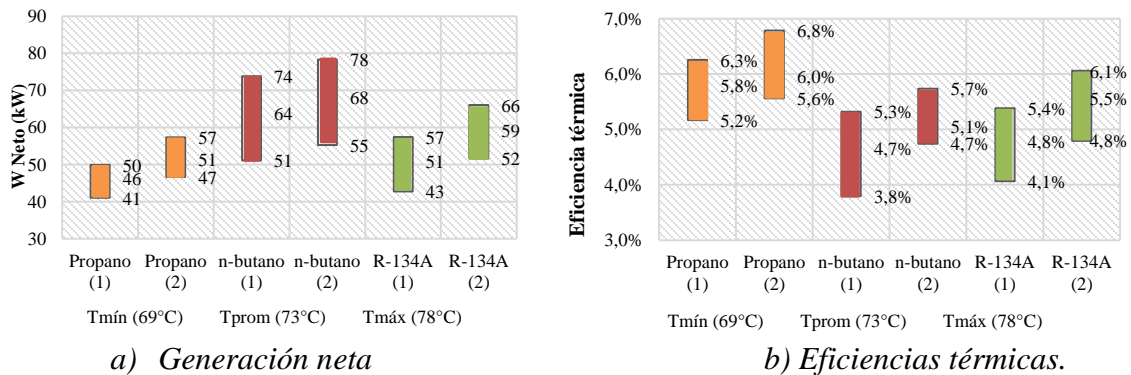 90
80
70
60
50
40
30
W Neto (kW)
50
46
41
57
51
47
74
64
51
78
68
55
57
51
43
66
59
52
Propano (1)
Propano (2)
n-butano (1)
n-butano (2)
R-134A (1)
R-134A (2)
Tmín (69°C)
Tprom (73°C)
Tmáx (78°C)
a) Generación neta
7,0%
6,0%
5,0%
4,0%
3,0%
Eficiencia térmica
6,3%
5,8%
5,2%
6,8%
6,0%
5,6%
5,3%
4,7%
3,8%
5,7%
5,1%
4,7%
5,4%
4,8%
4,1%
6,1%
5,5%
4,8%
Propano (1)
Propano (2)
n-butano (1)
n-butano (2)
R-134A (1)
R-134A (2)
Tmín (69°C)
Tprom (73°C)
Tmáx (78°C)
b) Eficiencias térmicas.